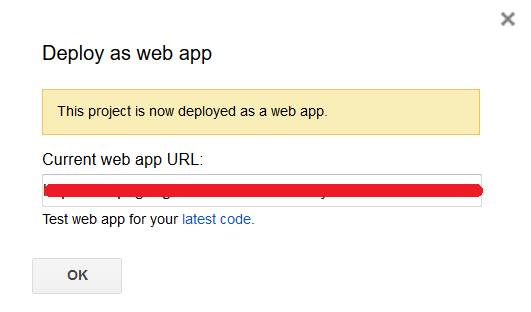 Deploy as web app
This project is now deployed as a web app.
Current web app URL:
Test web app for your latest code.
OK